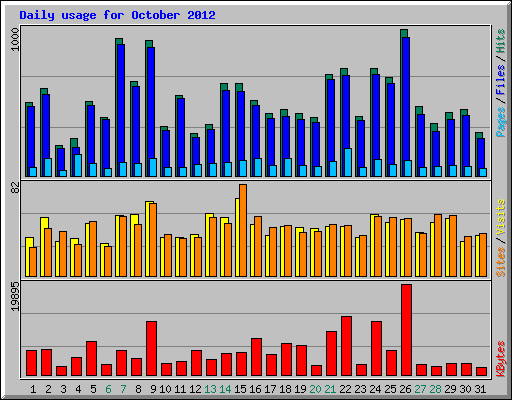 Daily usage for October 2012
1000
Pages / Files / Hits
82
Sites / Visits
19895
KBytes
1 2 3 4 5 6 7 8 9 10 11 12 13 14 15 16 17 18 19 20 21 22 23 24 25 26 27 28 29 30 31